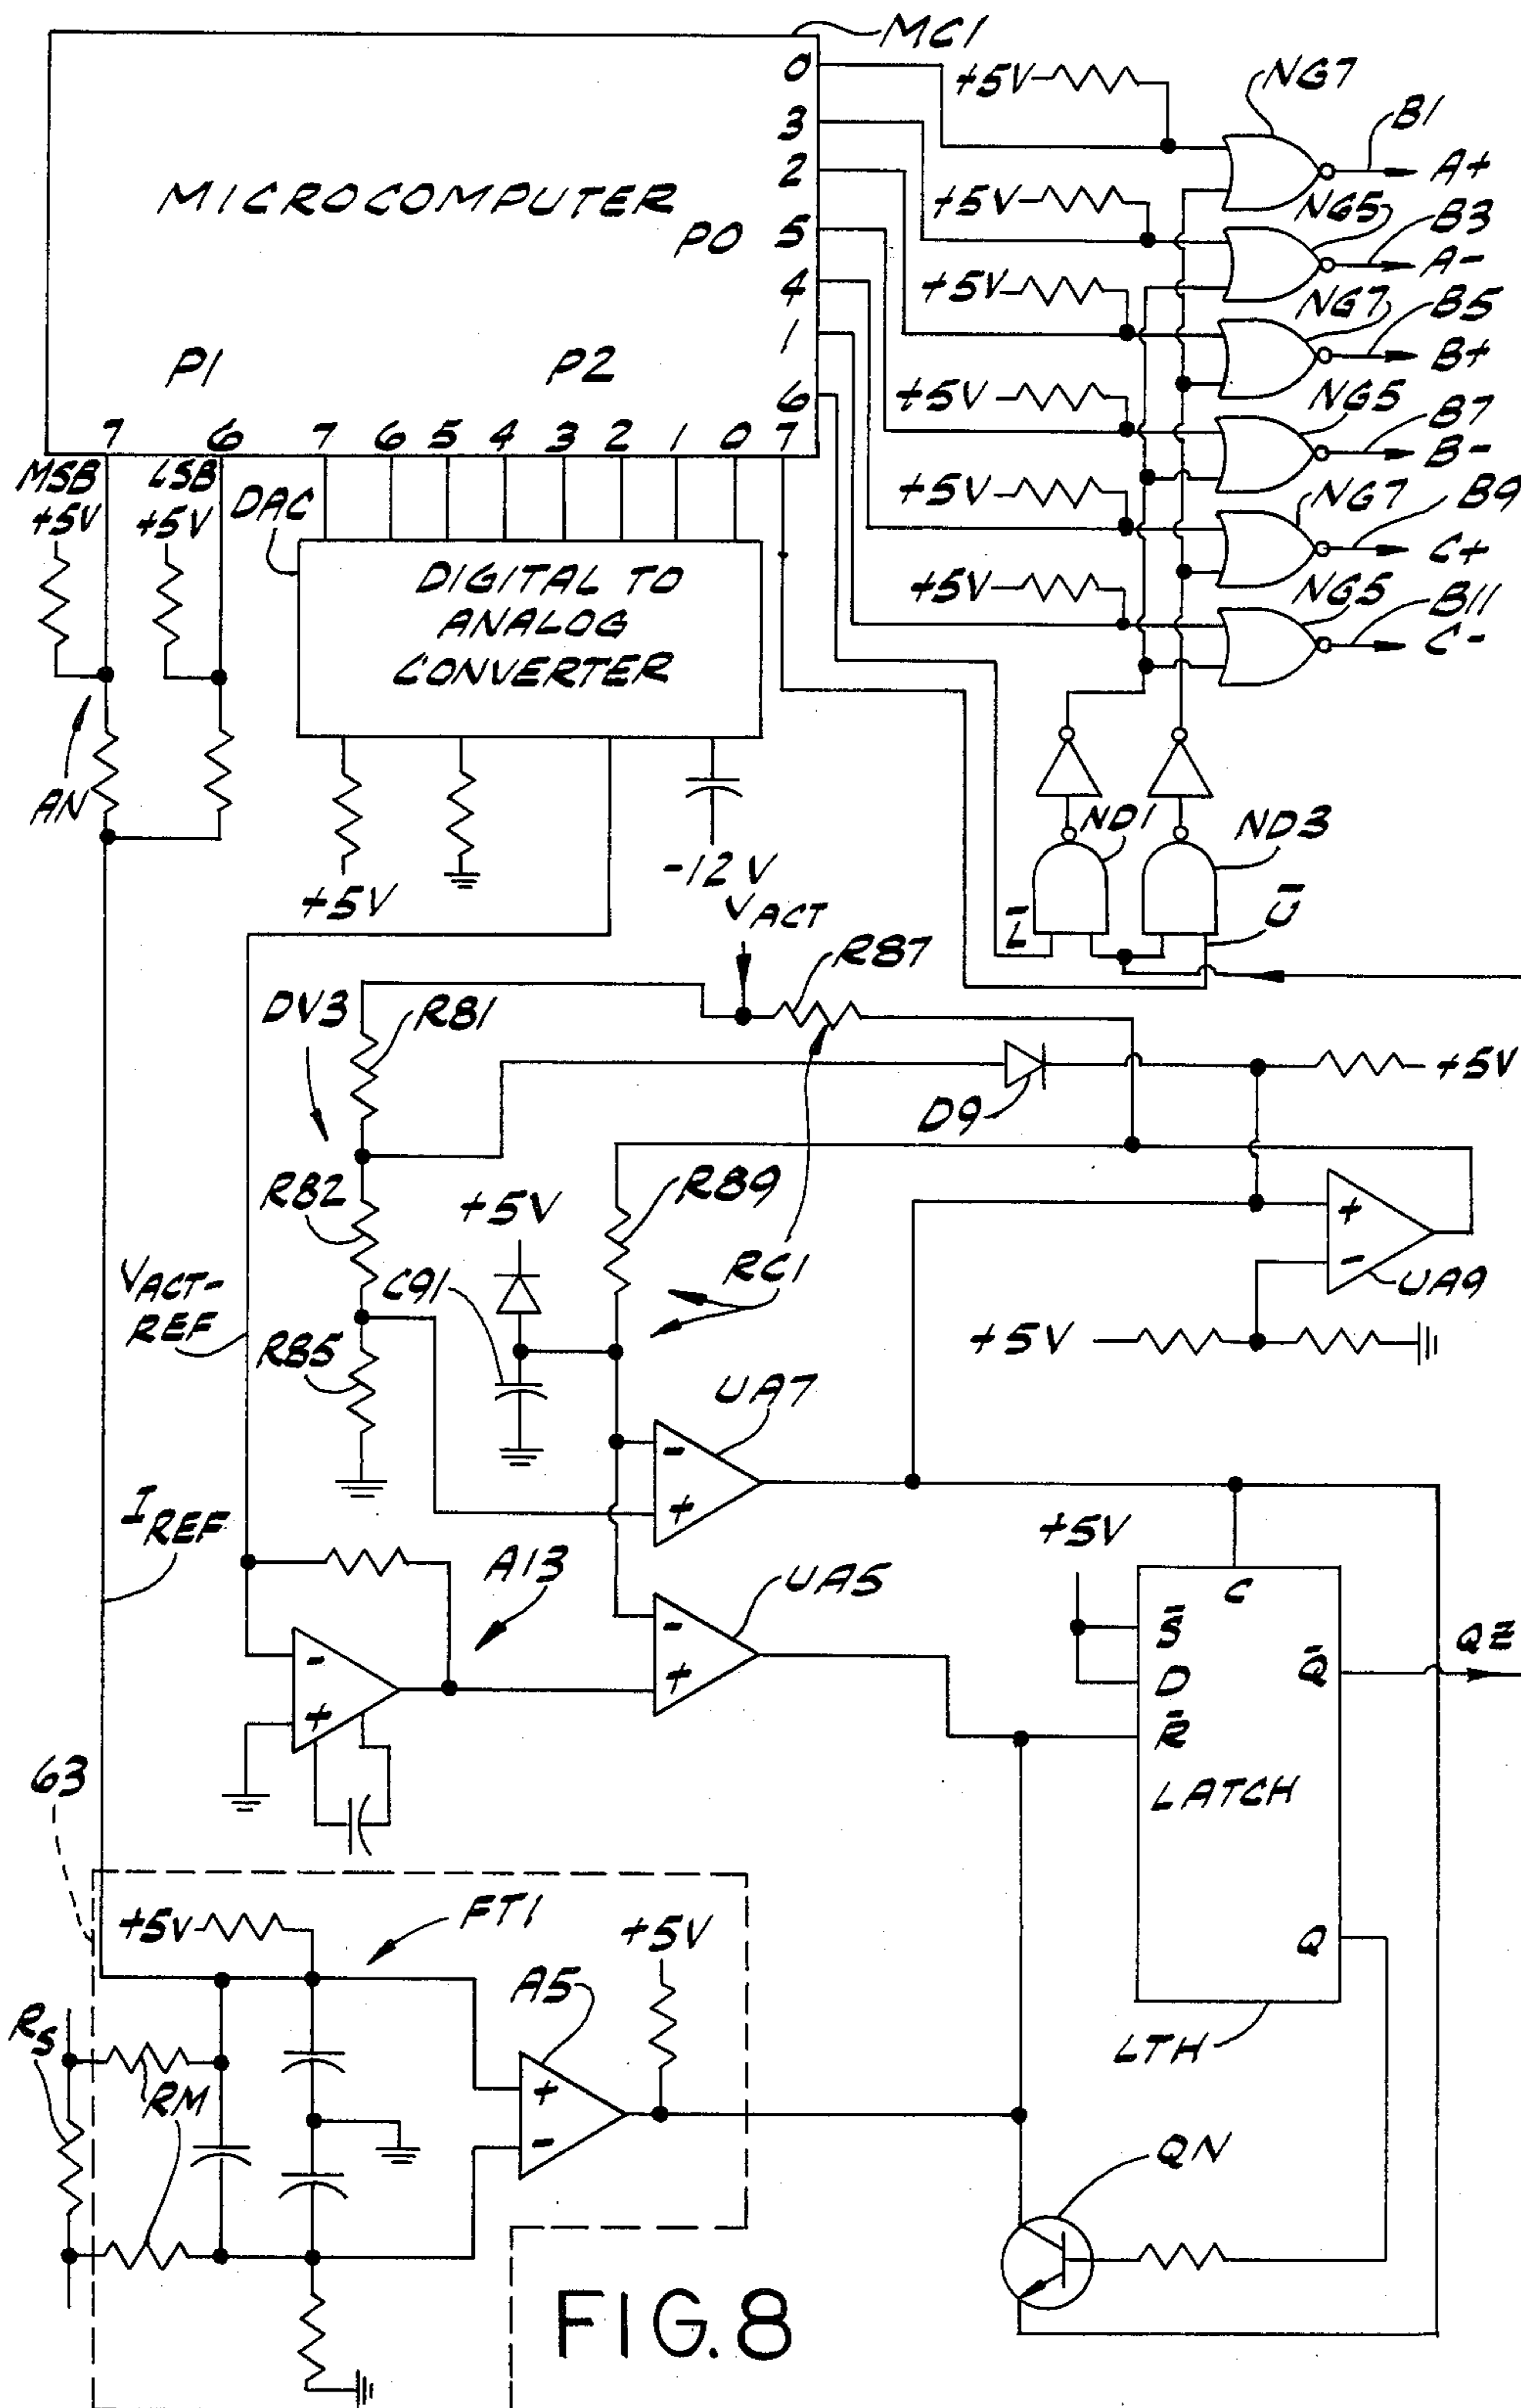 MC1
0
+5V
NG7
B1
A+
3
2
MICROCOMPUTER
P0
+5V
NG5
B3
A-
5
4
+5V
NG7
B5
B+
1
P1
P2
6
+5V
NG5
B7
B-
7 6 7 6 5 4 3 2 1 0 7
MSB
LSB
+5V
+5V
DAC
+5V
NG7
B9
C+
DIGITAL TO
ANALOG
CONVERTER
+5V
NG5
B11
C-
AN
+5V
-12V
ND1
ND3
VACT
L̅
U̅
R87
DV3
R81
D9
+5V
R82
+5V
R89
RC1
UA9
VACT-
REF
C91
R85
+5V
UA7
IREF
A13
UA5
+5V
C
S̅
D
R̅
Q̅
QZ
LATCH
63
Q
+5V
FT1
+5V
A5
RS
RM
LTH
QN
FIG.8